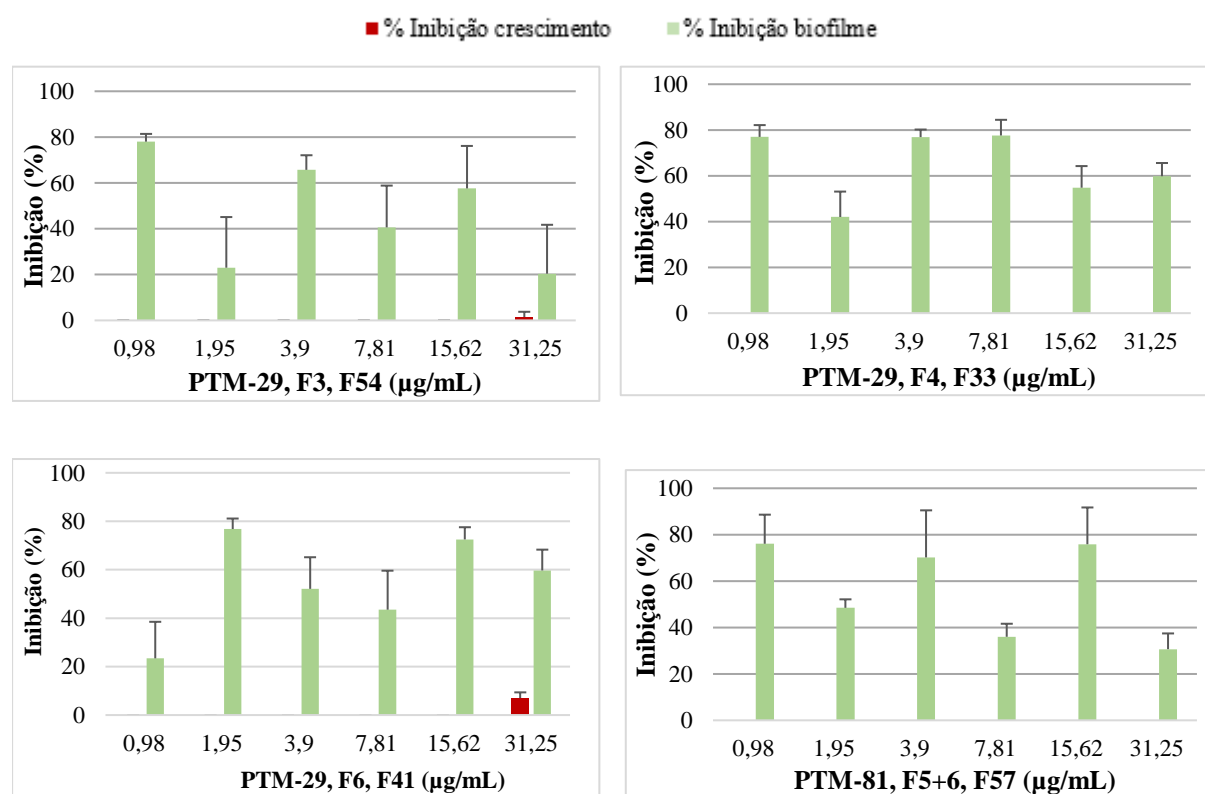 % Inibição crescimento % Inibição biofilme
Inibição (%)
100
80
60
40
20
0
0,98 1,95 3,9 7,81 15,62 31,25
PTM-29, F3, F54 (µg/mL)
Inibição (%)
100
80
60
40
20
0
0,98 1,95 3,9 7,81 15,62 31,25
PTM-29, F4, F33 (µg/mL)
Inibição (%)
100
80
60
40
20
0
0,98 1,95 3,9 7,81 15,62 31,25
PTM-29, F6, F41 (µg/mL)
Inibição (%)
100
80
60
40
20
0
0,98 1,95 3,9 7,81 15,62 31,25
PTM-81, F5+6, F57 (µg/mL)